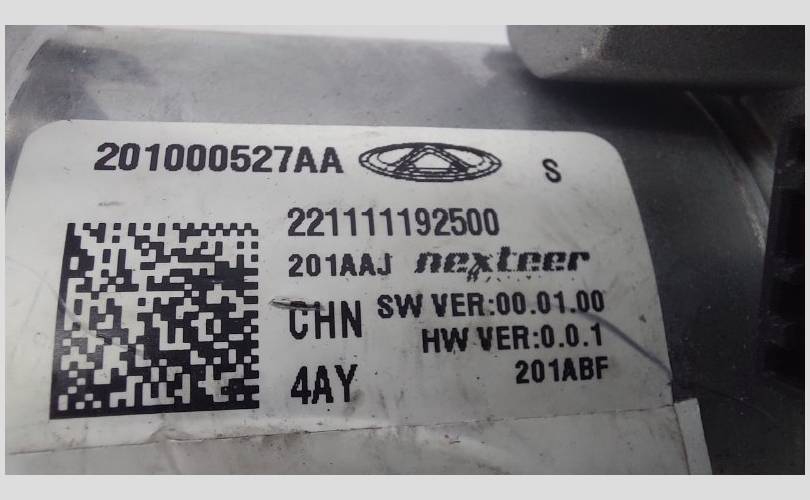 201000527AA
S
221111192500
201AAJ nexteer
CHN SW VER:00.01.00
HW VER:0.0.1
4AY 201ABF